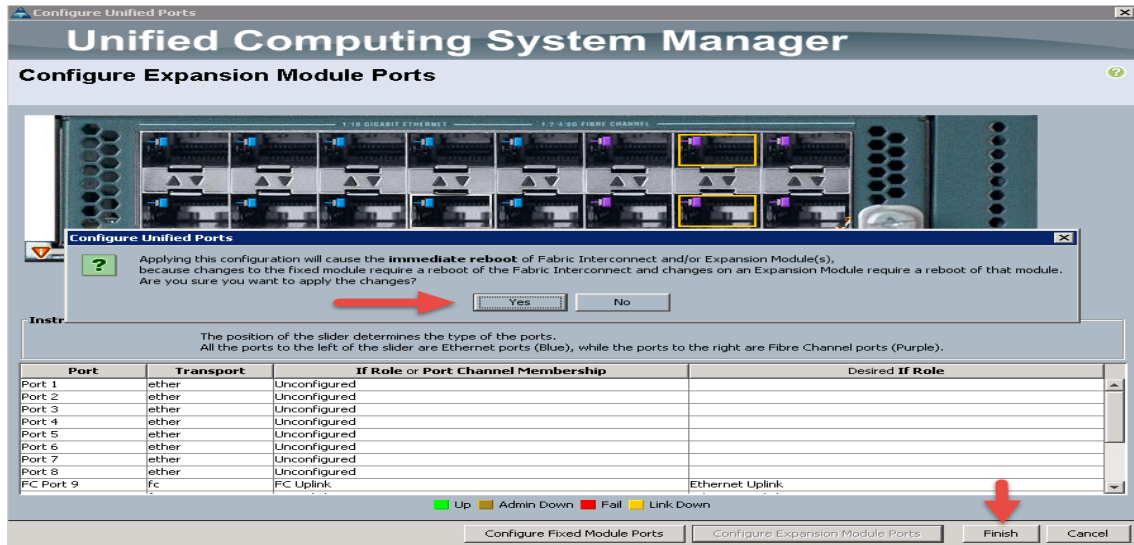 Configure Unified Ports
Unified Computing System Manager
Configure Expansion Module Ports
1/10 GIGABIT ETHERNET 1/2/4/8G FIBRE CHANNEL
Configure Unified Ports
Applying this configuration will cause the immediate reboot of Fabric Interconnect and/or Expansion Module(s),
because changes to the fixed module require a reboot of the Fabric Interconnect and changes on an Expansion Module require a reboot of that module.
Are you sure you want to apply the changes?
Yes No
Instr
The position of the slider determines the type of the ports.
All the ports to the left of the slider are Ethernet ports (Blue), while the ports to the right are Fibre Channel ports (Purple).
Port Transport If Role or Port Channel Membership Desired If Role
Port 1 ether Unconfigured
Port 2 ether Unconfigured
Port 3 ether Unconfigured
Port 4 ether Unconfigured
Port 5 ether Unconfigured
Port 6 ether Unconfigured
Port 7 ether Unconfigured
Port 8 ether Unconfigured
FC Port 9 fc FC Uplink Ethernet Uplink
Up Admin Down Fail Link Down
Configure Fixed Module Ports Configure Expansion Module Ports Finish Cancel